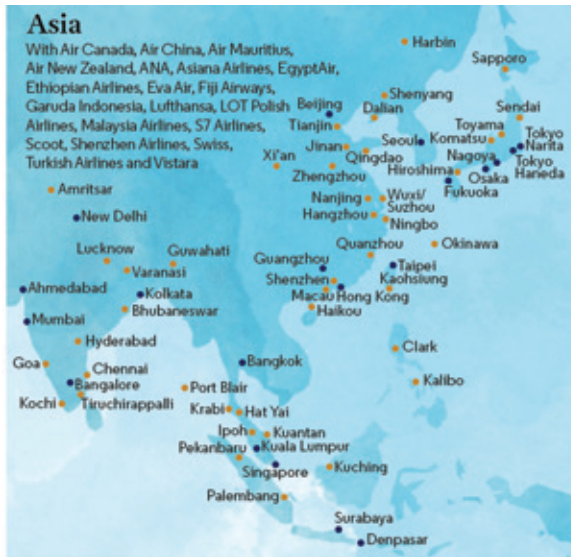 Asia
With Air Canada, Air China, Air Mauritius,
Air New Zealand, ANA, Asiana Airlines, EgyptAir,
Ethiopian Airlines, Eva Air, Fiji Airways,
Garuda Indonesia, Lufthansa, LOT Polish
Airlines, Malaysia Airlines, S7 Airlines,
Scoot, Shenzhen Airlines, Swiss,
Turkish Airlines and Vistara
Harbin
Sapporo
Shenyang
Beijing
Dalian
Sendai
Tianjin
Toyama
Seoul
Komatsu
Tokyo
Narita
Jinan
Qingdao
Nagoya
Xi'an
Zhengzhou
Hiroshima
Tokyo
Haneda
Osaka
Fukuoka
Amritsar
Nanjing
Wuxi/
Suzhou
New Delhi
Hangzhou
Ningbo
Lucknow
Guwahati
Quanzhou
Okinawa
Varanasi
Guangzhou
Taipei
Ahmedabad
Kolkata
Shenzhen
Kaohsiung
Macau
Hong Kong
Bhubaneswar
Haikou
Mumbai
Hyderabad
Clark
Goa
Chennai
Bangkok
Bangalore
Port Blair
Kalibo
Kochi
Tiruchirappalli
Krabi
Hat Yai
Ipoh
Kuantan
Pekanbaru
Kuala Lumpur
Singapore
Kuching
Palembang
Surabaya
Denpasar